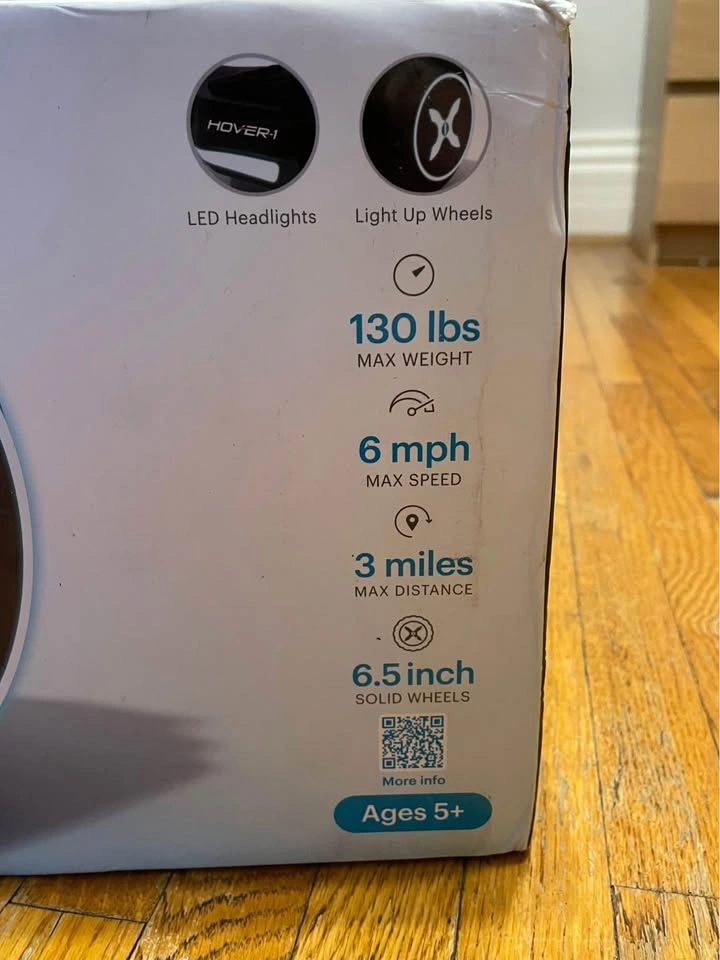 HOVER-1
LED Headlights
Light Up Wheels
130 lbs
MAX WEIGHT
6 mph
MAX SPEED
3 miles
MAX DISTANCE
6.5 inch
SOLID WHEELS
More info
Ages 5+